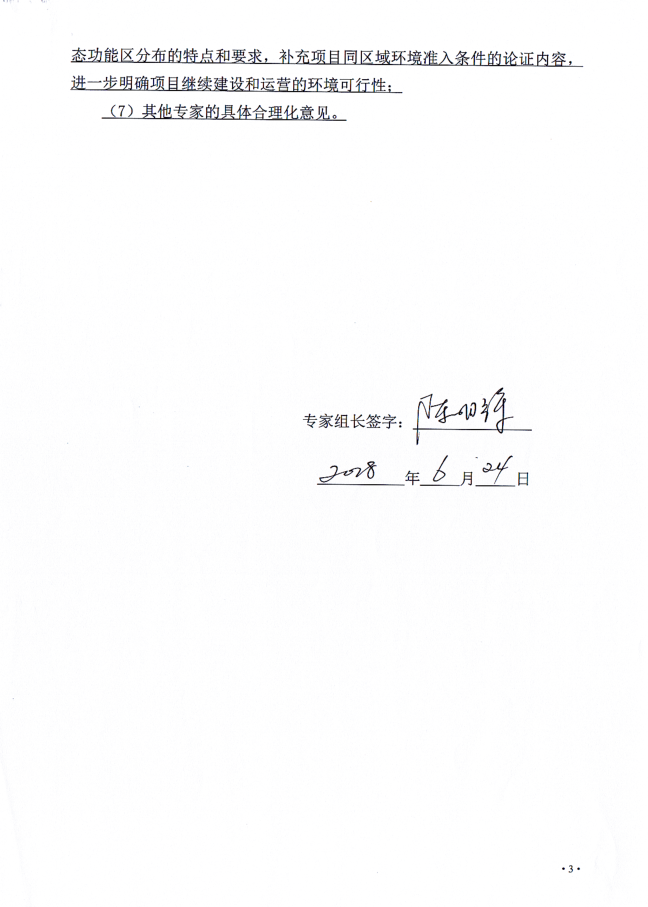 态功能区分布的特点和要求，补充项目同区域环境准入条件的论证内容，
进一步明确项目继续建设和运营的环境可行性；
（7）其他专家的具体合理化意见。
专家组长签字：
2018 年 6 月 24 日
·3·